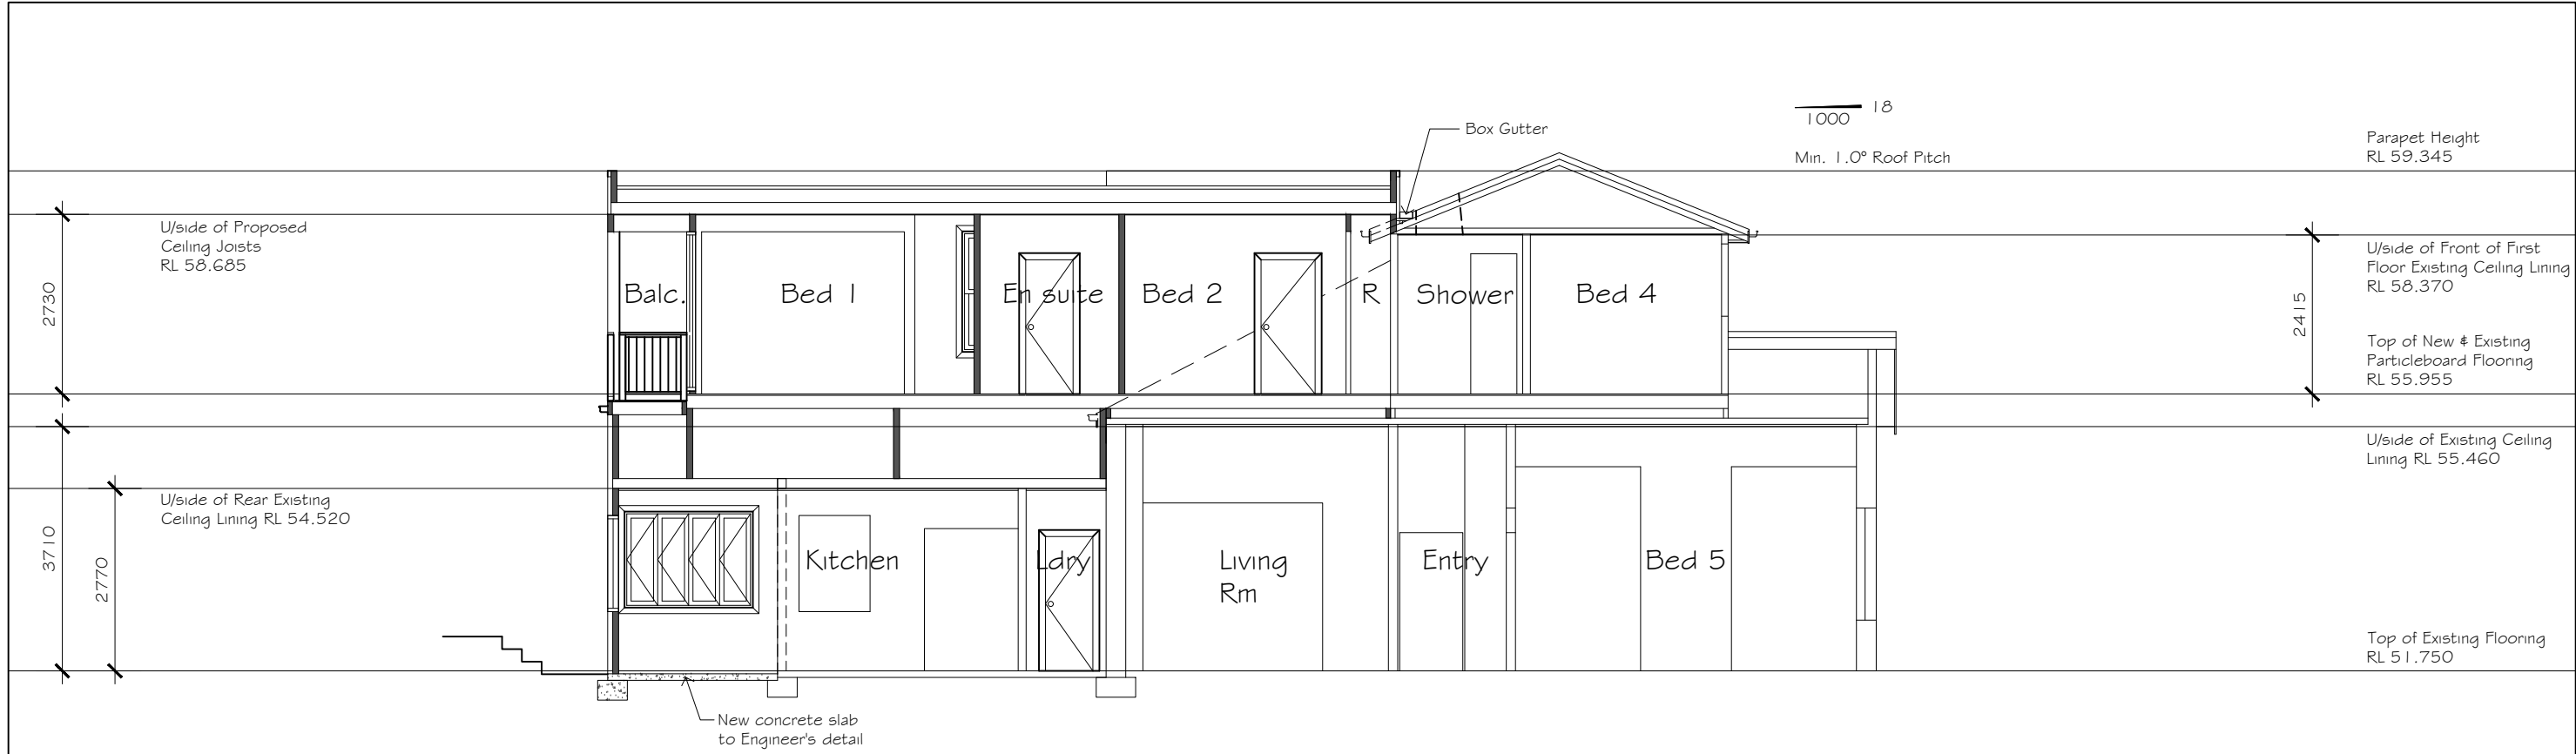 18
1000
Min. 1.0° Roof Pitch
Box Gutter
Parapet Height
RL 59.345
U/side of Proposed
Ceiling Joists
RL 58.685
2730
U/side of Front of First
Floor Existing Ceiling Lining
RL 58.370
2415
Balc.
Bed 1
En suite
Bed 2
R
Shower
Bed 4
Top of New & Existing
Particleboard Flooring
RL 55.955
U/side of Existing Ceiling
Lining RL 55.460
U/side of Rear Existing
Ceiling Lining RL 54.520
3710
2770
Kitchen
Ldry
Living
Rm
Entry
Bed 5
Top of Existing Flooring
RL 51.750
New concrete slab
to Engineer's detail